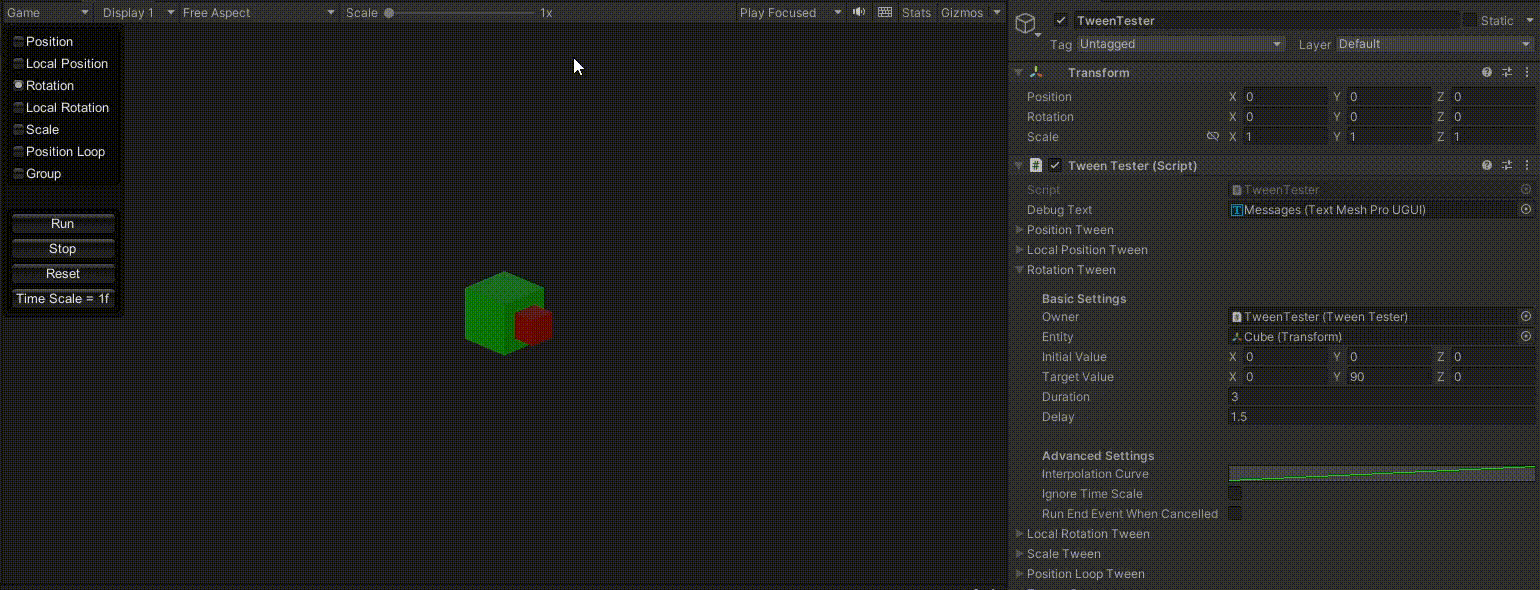 Game Display 1 Free Aspect Scale 1x Play Focused Stats Gizmos
Position
Local Position
Rotation
Local Rotation
Scale
Position Loop
Group
Run
Stop
Reset
Time Scale = 1f
TweenTester Static
Tag Untagged Layer Default
Transform
Position X 0 Y 0 Z 0
Rotation X 0 Y 0 Z 0
Scale X 1 Y 1 Z 1
# Tween Tester (Script)
Script TweenTester
Debug Text Messages (Text Mesh Pro UGUI)
Position Tween
Local Position Tween
Rotation Tween
Basic Settings
Owner TweenTester (Tween Tester)
Entity Cube (Transform)
Initial Value X 0 Y 0 Z 0
Target Value X 0 Y 90 Z 0
Duration 3
Delay 1.5
Advanced Settings
Interpolation Curve
Ignore Time Scale
Run End Event When Cancelled
Local Rotation Tween
Scale Tween
Position Loop Tween